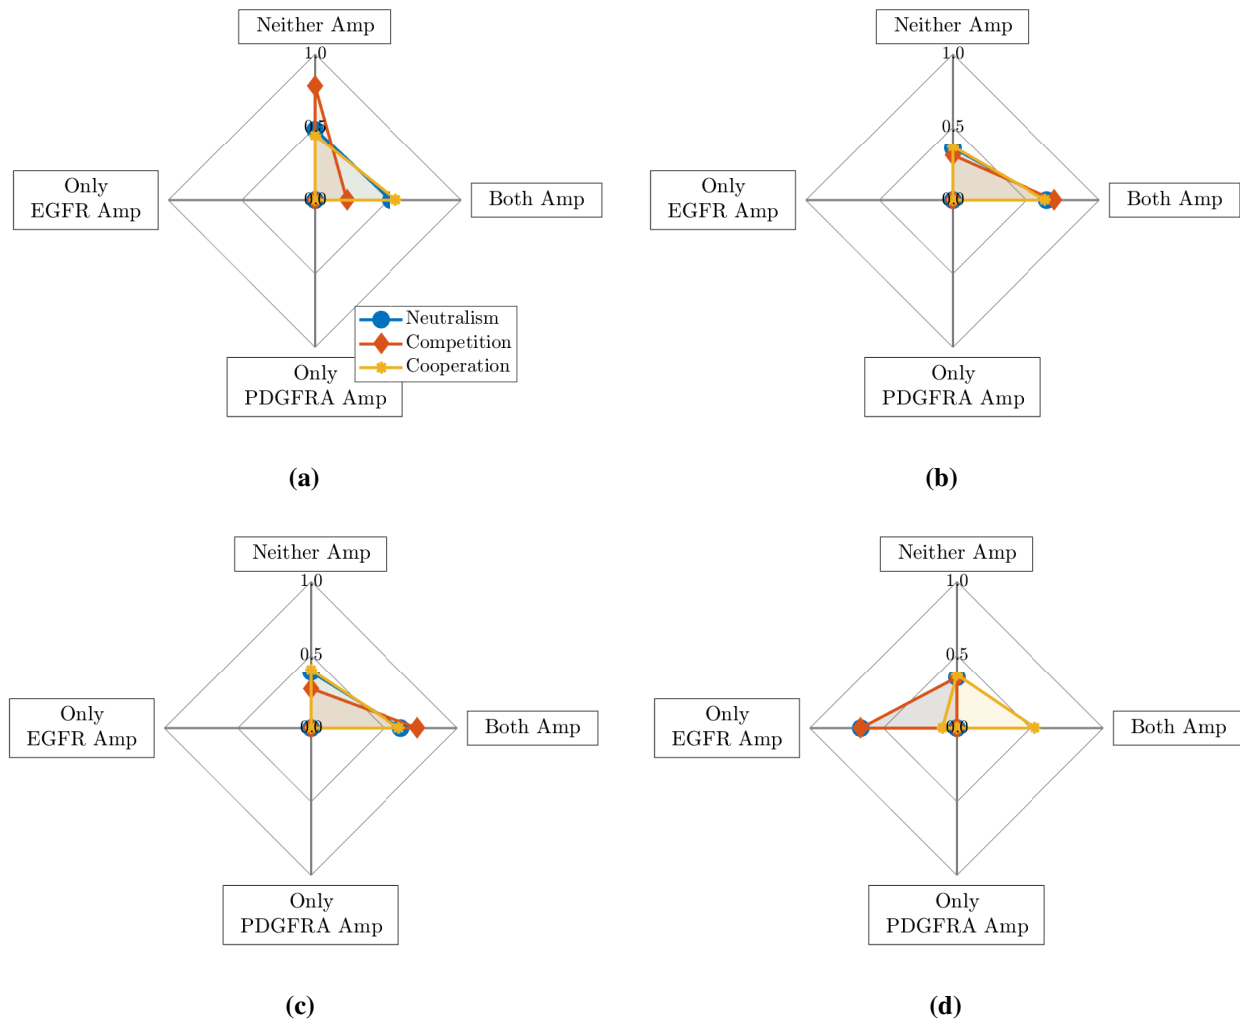 Neither Amp
1.0
0.5
Only
EGFR Amp
0.0
Both Amp
Neutralism
Competition
Cooperation
Only
PDGFRA Amp
(a)
Neither Amp
1.0
0.5
Only
EGFR Amp
0.0
Both Amp
Only
PDGFRA Amp
(b)
Neither Amp
1.0
0.5
Only
EGFR Amp
0.0
Both Amp
Only
PDGFRA Amp
(c)
Neither Amp
1.0
0.5
Only
EGFR Amp
0.0
Both Amp
Only
PDGFRA Amp
(d)